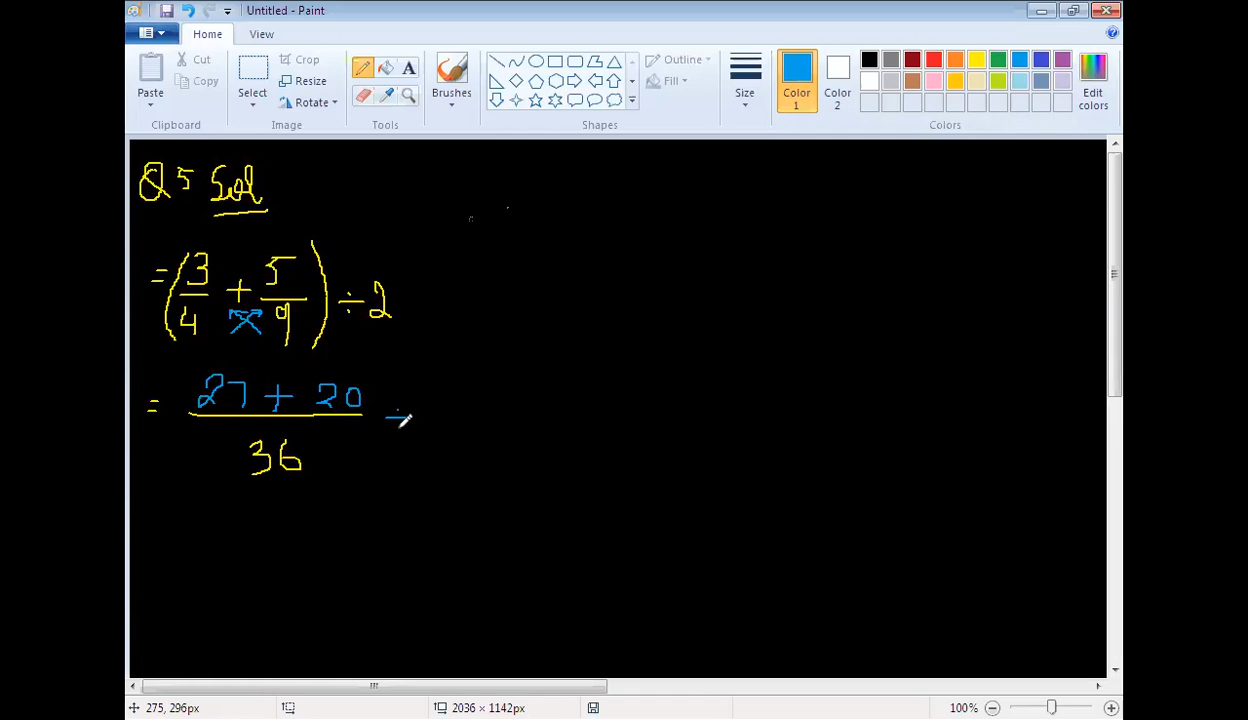 Untitled - Paint
Home View
Paste
Cut
Copy
Clipboard
Select
Crop
Resize
Rotate
Image
A
Tools
Brushes
Outline
Fill
Shapes
Size
Color 1
Color 2
Edit colors
Colors
Q 5 Sol
= (3/4 + 5/9) ÷ 2
= 27 + 20 ÷
36
275, 296px
2036 × 1142px
100%